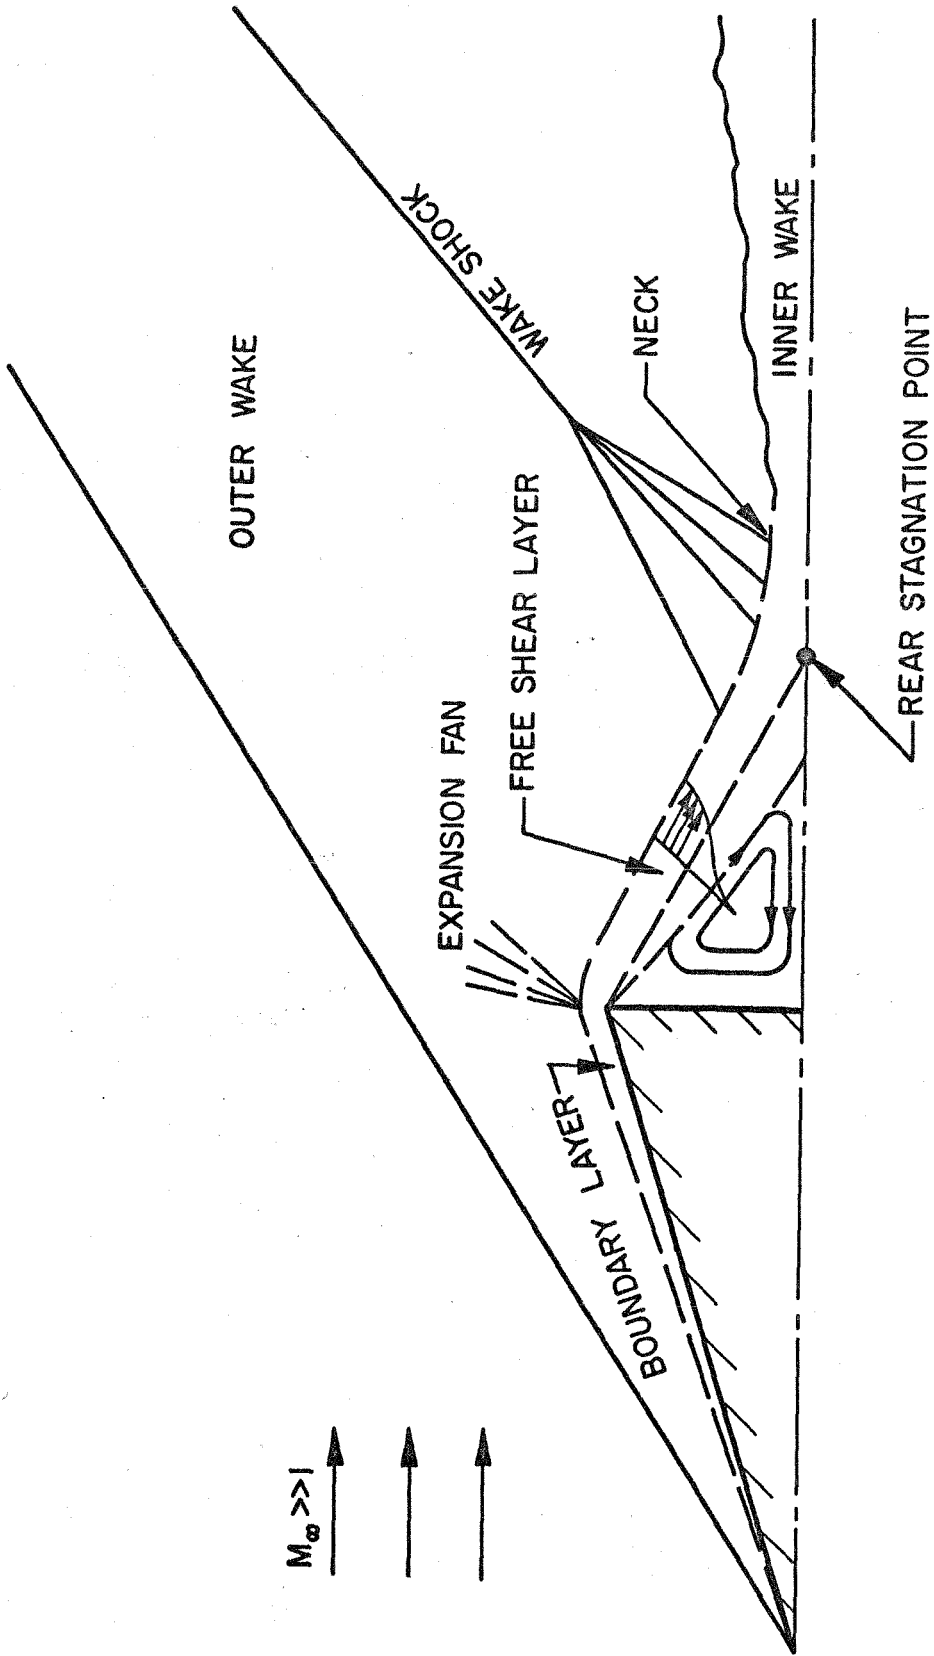 M∞ >>1
OUTER WAKE
WAKE SHOCK
EXPANSION FAN
FREE SHEAR LAYER
NECK
BOUNDARY LAYER
INNER WAKE
REAR STAGNATION POINT